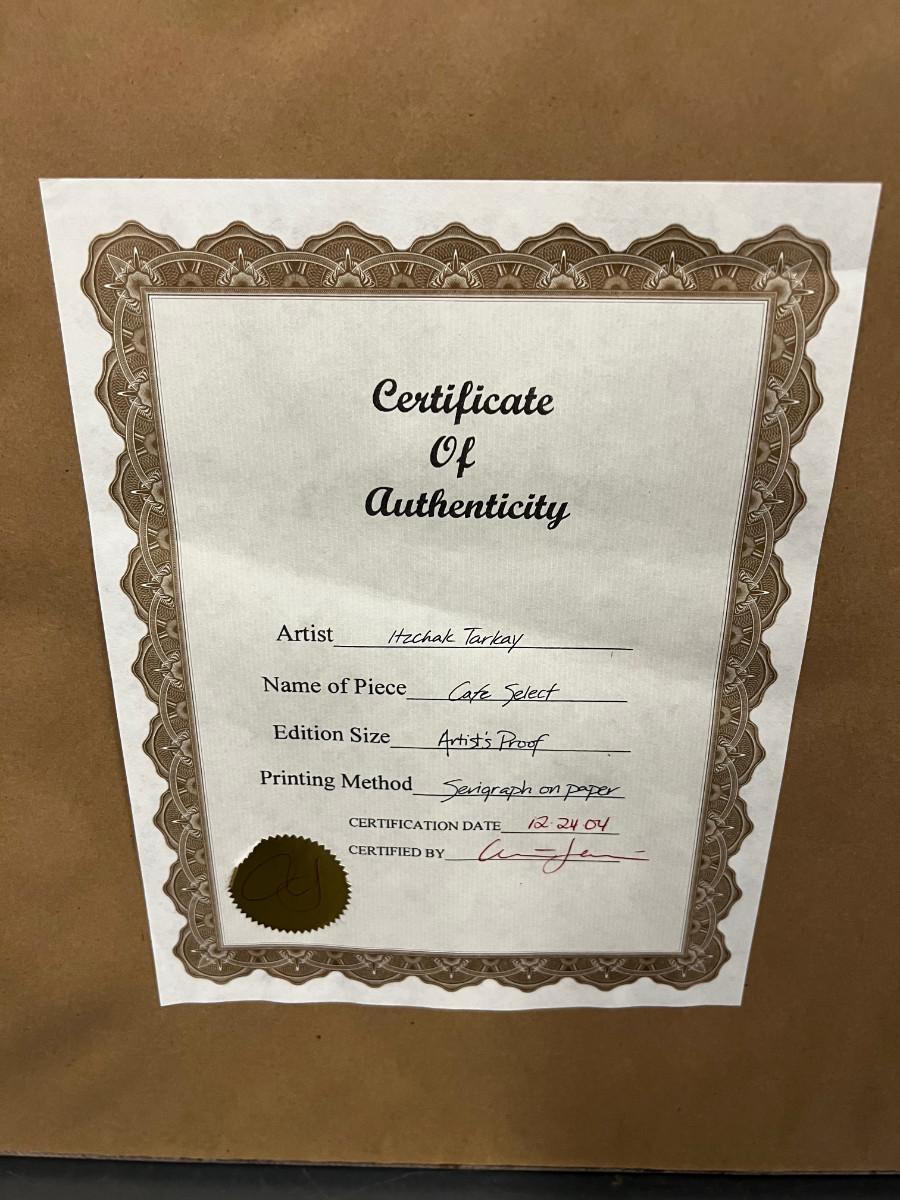 Certificate
Of
Authenticity
Artist Itzchak Tarkay
Name of Piece Cafe Select
Edition Size Artist's Proof
Printing Method Serigraph on paper
CERTIFICATION DATE 12-24 04
CERTIFIED BY